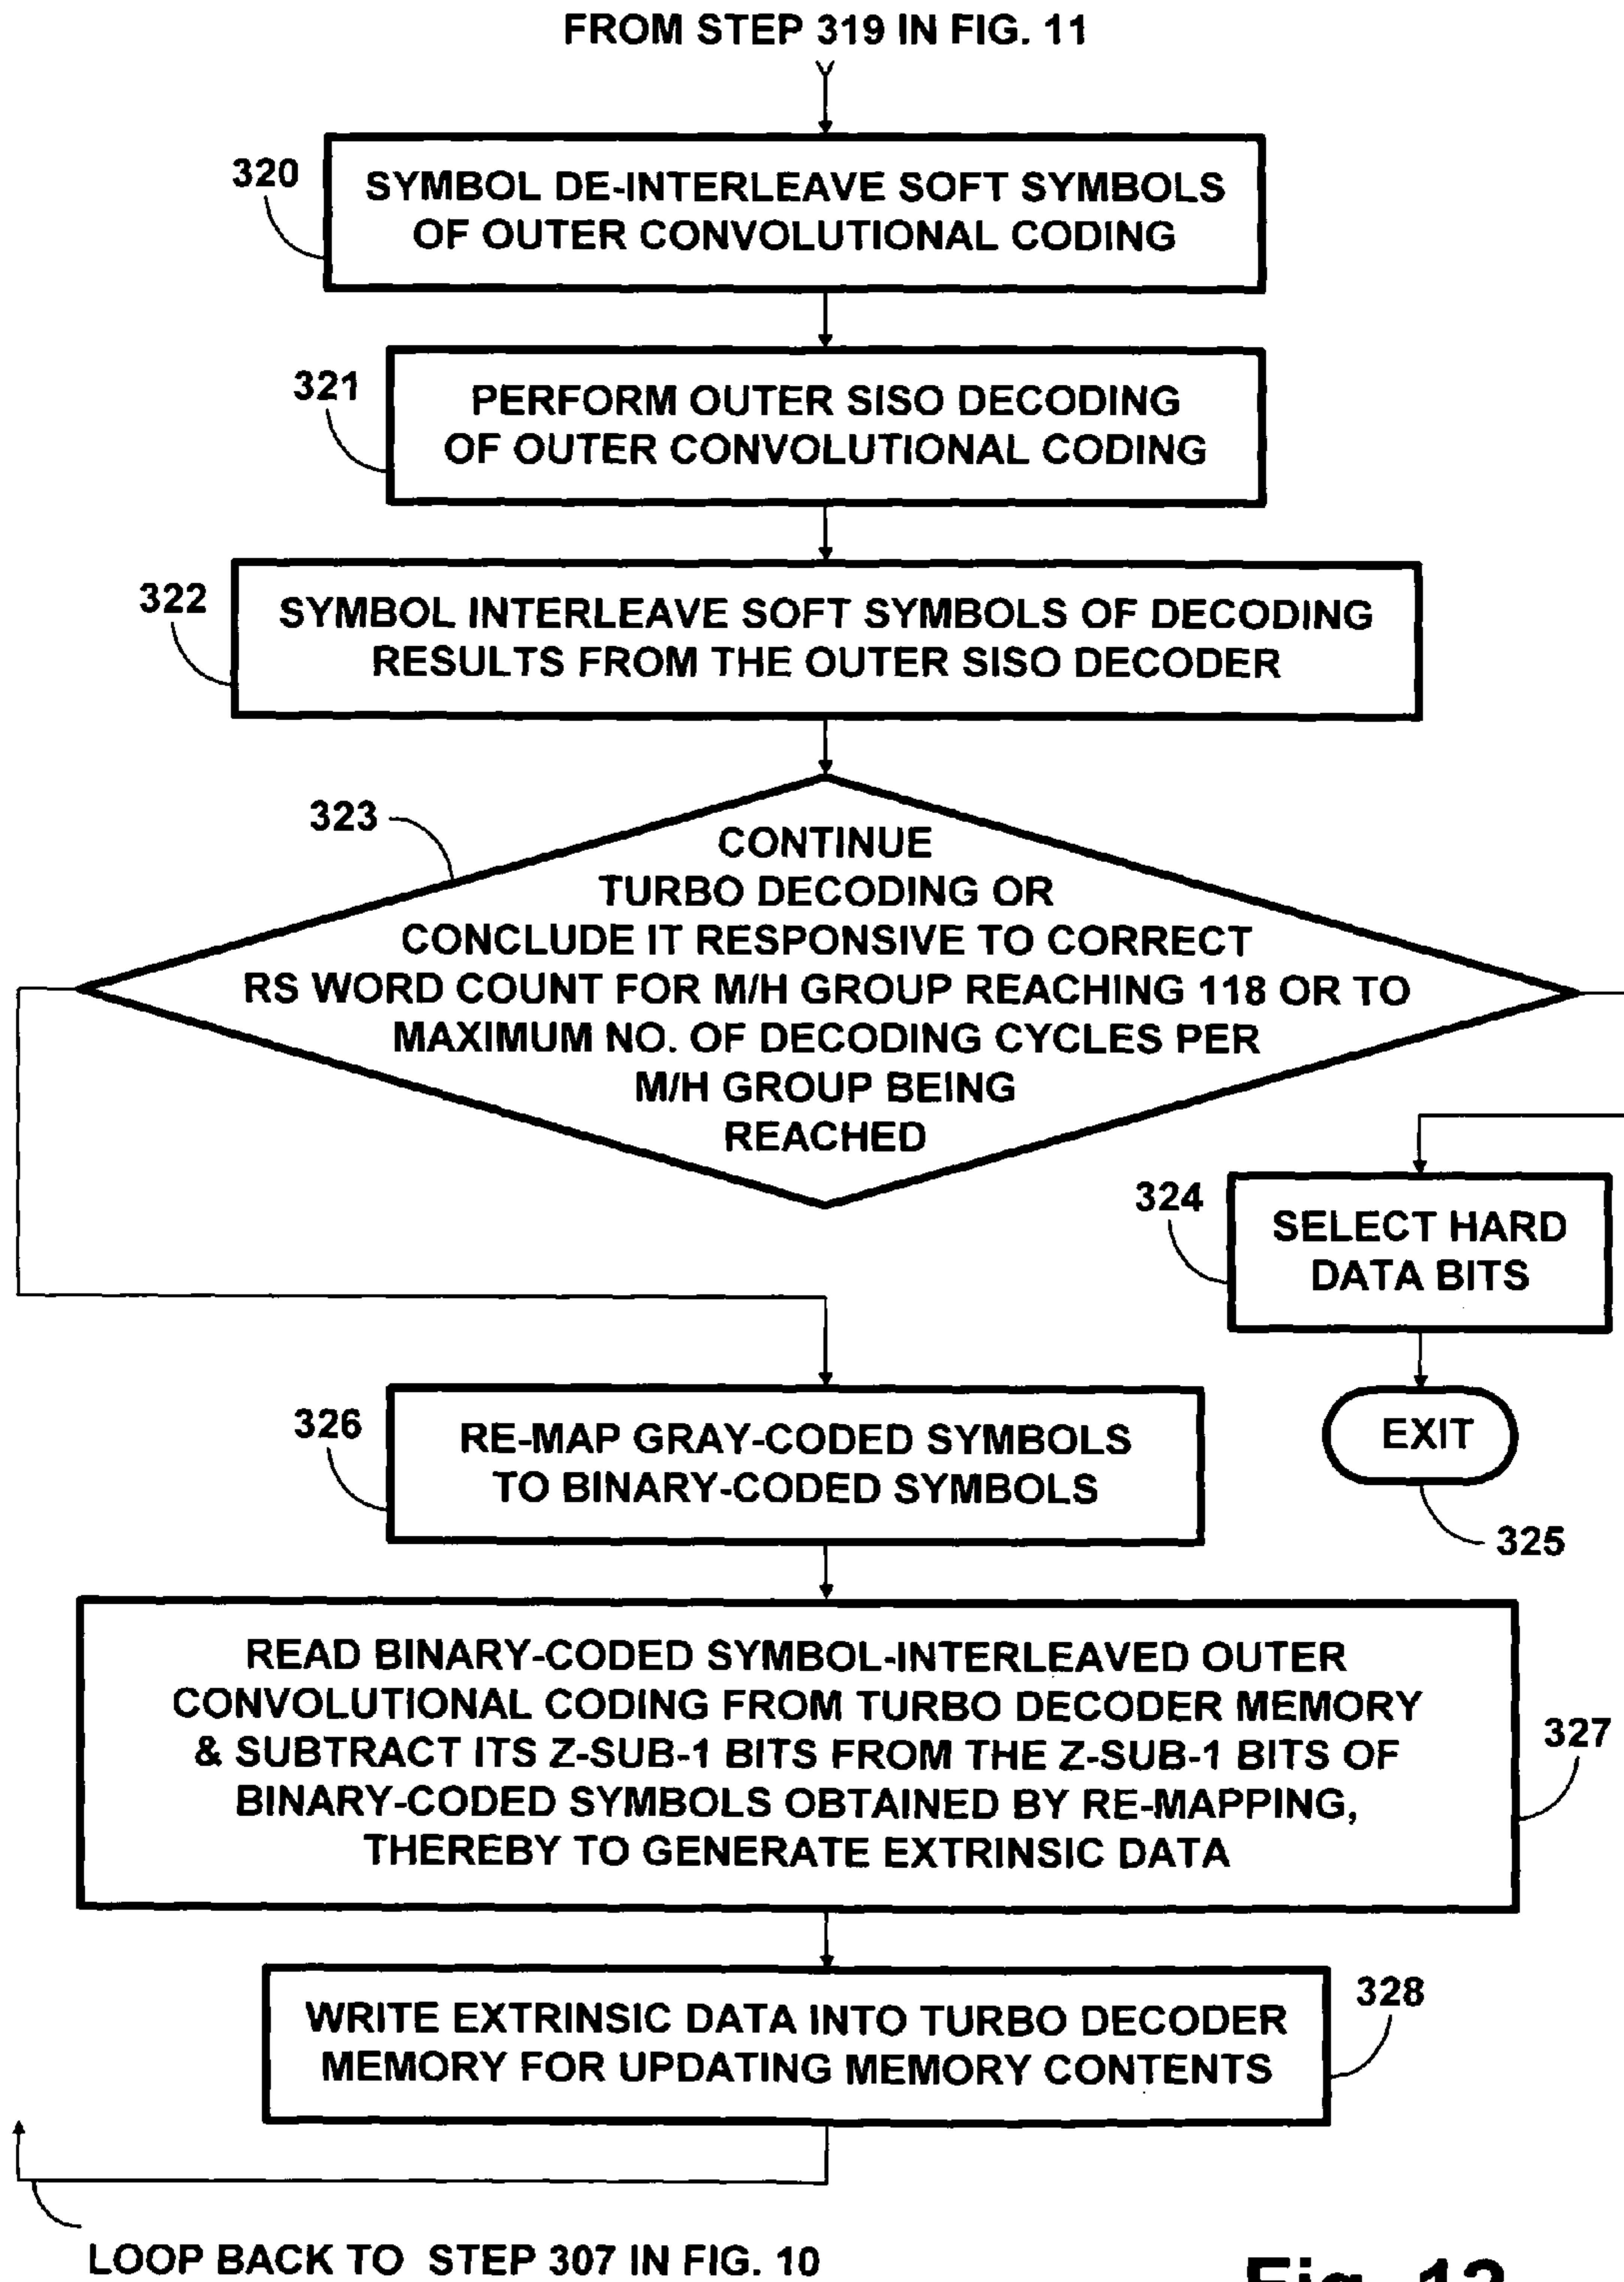 FROM STEP 319 IN FIG. 11
320
SYMBOL DE-INTERLEAVE SOFT SYMBOLS
OF OUTER CONVOLUTIONAL CODING
321
PERFORM OUTER SISO DECODING
OF OUTER CONVOLUTIONAL CODING
322
SYMBOL INTERLEAVE SOFT SYMBOLS OF DECODING
RESULTS FROM THE OUTER SISO DECODER
323
CONTINUE
TURBO DECODING OR
CONCLUDE IT RESPONSIVE TO CORRECT
RS WORD COUNT FOR M/H GROUP REACHING 118 OR TO
MAXIMUM NO. OF DECODING CYCLES PER
M/H GROUP BEING
REACHED
324
SELECT HARD
DATA BITS
EXIT
325
326
RE-MAP GRAY-CODED SYMBOLS
TO BINARY-CODED SYMBOLS
READ BINARY-CODED SYMBOL-INTERLEAVED OUTER
CONVOLUTIONAL CODING FROM TURBO DECODER MEMORY
& SUBTRACT ITS Z-SUB-1 BITS FROM THE Z-SUB-1 BITS OF
BINARY-CODED SYMBOLS OBTAINED BY RE-MAPPING,
THEREBY TO GENERATE EXTRINSIC DATA
327
WRITE EXTRINSIC DATA INTO TURBO DECODER
MEMORY FOR UPDATING MEMORY CONTENTS
328
LOOP BACK TO STEP 307 IN FIG. 10
Fig. 12